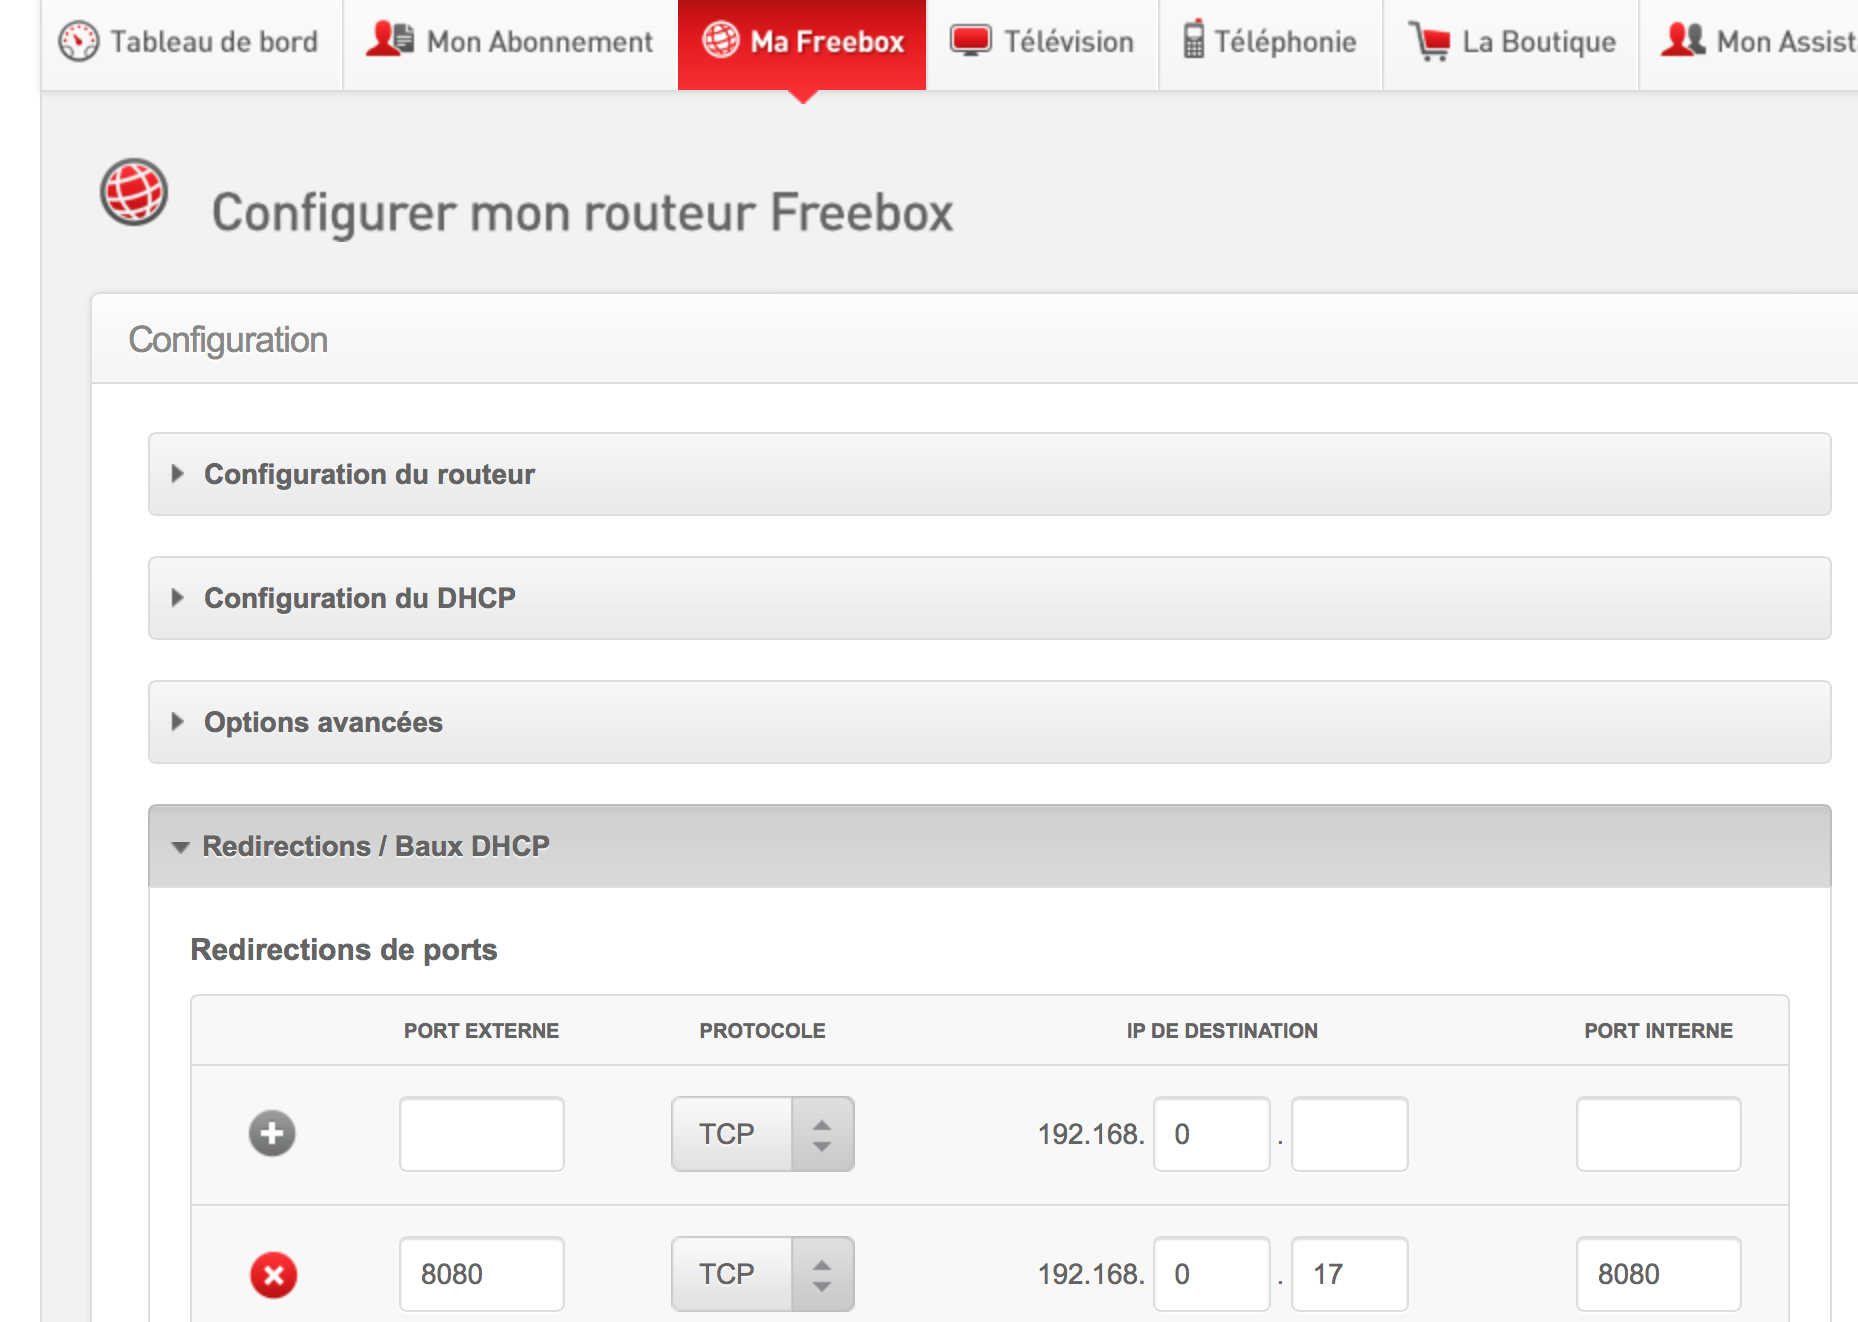 Tableau de bord
Mon Abonnement
Ma Freebox
Télévision
Téléphonie
La Boutique
Mon Assist
Configurer mon routeur Freebox
Configuration
Configuration du routeur
Configuration du DHCP
Options avancées
Redirections / Baux DHCP
Redirections de ports
PORT EXTERNE PROTOCOLE IP DE DESTINATION PORT INTERNE
TCP 192.168. 0 .
8080 TCP 192.168. 0 . 17 8080